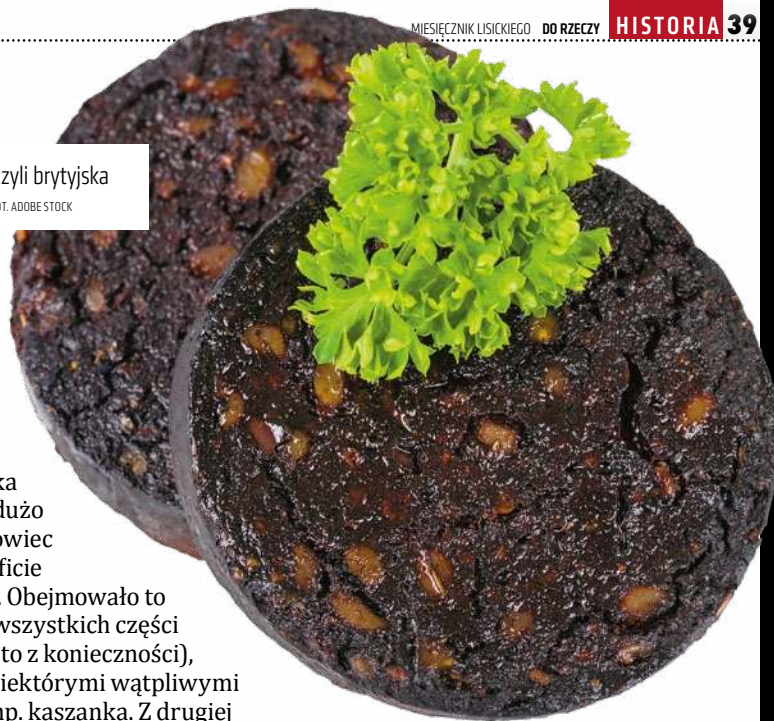 MIESIĘCZNIK LISICKIEGO DO RZECZY HISTORIA 39
zyli brytyjska
OT. ADOBE STOCK
ka
dużo
owiec
ficie
. Obejmowało to
wszystkich części
to z konieczności),
iektórymi wątpliwymi
np. kaszanka. Z drugiej